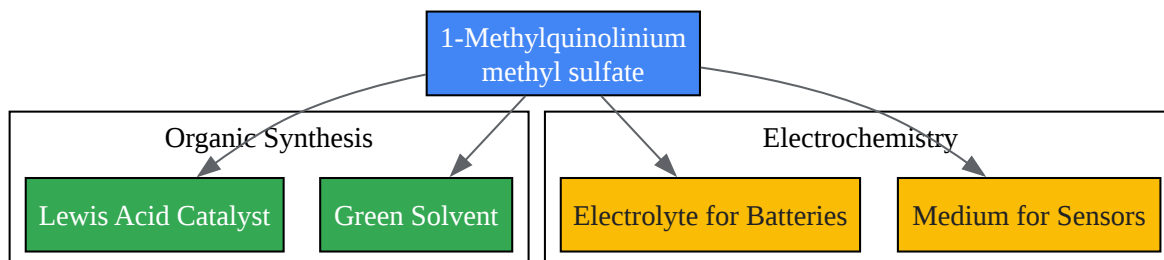 1-Methylquinolinium
methyl sulfate
Organic Synthesis
Electrochemistry
Lewis Acid Catalyst
Green Solvent
Electrolyte for Batteries
Medium for Sensors